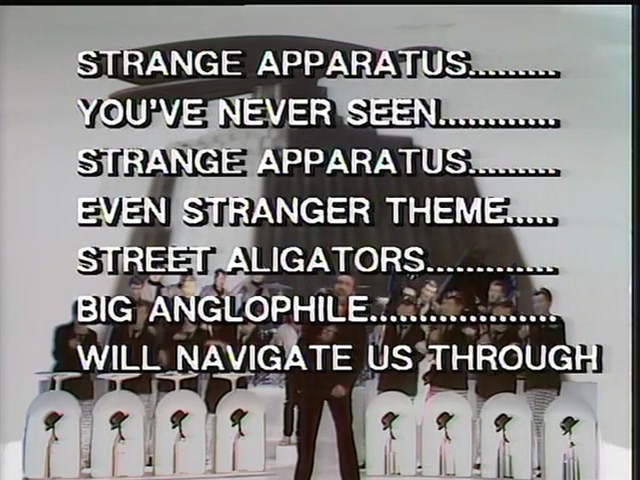 STRANGE APPARATUS.........
YOU'VE NEVER SEEN............
STRANGE APPARATUS.........
EVEN STRANGER THEME.....
STREET ALIGATORS.............
BIG ANGLOPHILE...................
WILL NAVIGATE US THROUGH